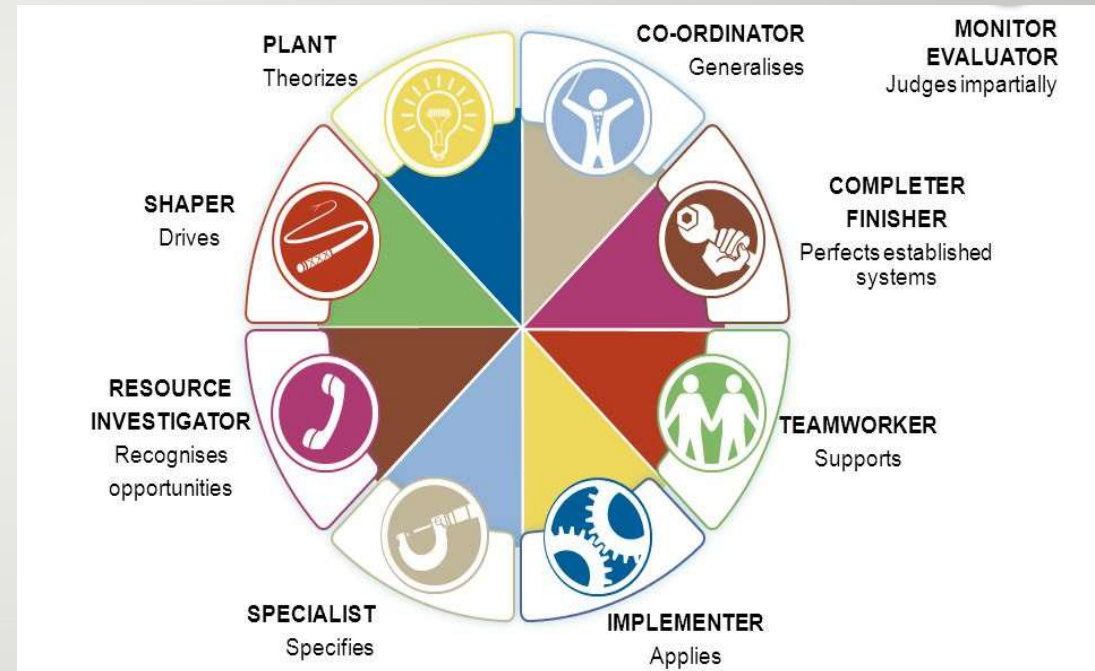 PLANT
Theorizes
CO-ORDINATOR
Generalises
MONITOR
EVALUATOR
Judges impartially
SHAPER
Drives
COMPLETER
FINISHER
Perfects established
systems
RESOURCE
INVESTIGATOR
Recognises
opportunities
TEAMWORKER
Supports
SPECIALIST
Specifies
IMPLEMENTER
Applies